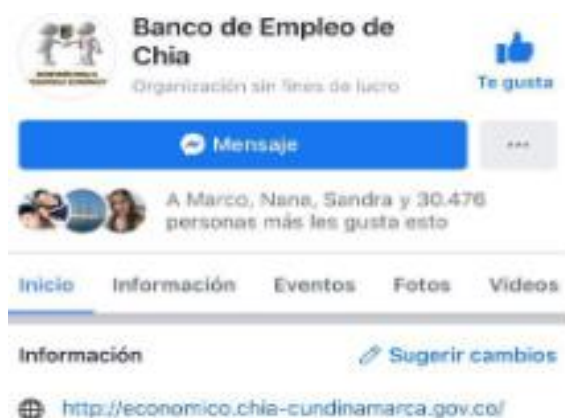 Banco de Empleo de
Chia
Organización sin fines de lucro
Te gusta
Mensaje
A Marco, Nana, Sandra y 30.476
personas más les gusta esto
Inicio Información Eventos Fotos Videos
Información Sugerir cambios
http://economico.chia-cundinamarca.gov.co/